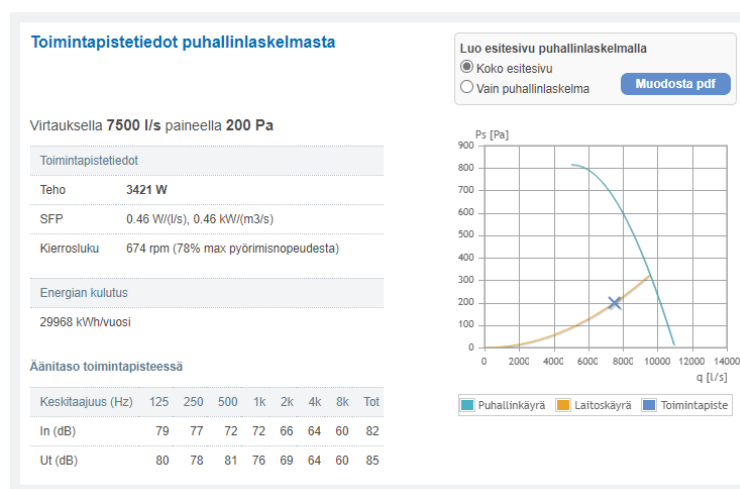 Toimintapistetiedot puhallinlaskelmasta
Luo esitesivu puhallinlaskelmalla
Koko esitesivu
Vain puhallinlaskelma
Muodosta pdf
Virtauksella 7500 l/s paineella 200 Pa
Toimintapistetiedot
Teho 3421 W
SFP 0.46 W/(l/s), 0.46 kW/(m3/s)
Kierrosluku 674 rpm (78% max pyörimisnopeudesta)
Energian kulutus
29968 kWh/vuosi
Äänitaso toimintapisteessä
Keskitaajuus (Hz) 125 250 500 1k 2k 4k 8k Tot
In (dB) 79 77 72 72 66 64 60 82
Ut (dB) 80 78 81 76 69 64 60 85
Ps [Pa]
900
800
700
600
500
400
300
200
100
0
0 2000 4000 6000 8000 10000 12000 14000
q [l/s]
Puhallinkäyrä Laitoskäyrä Toimintapiste